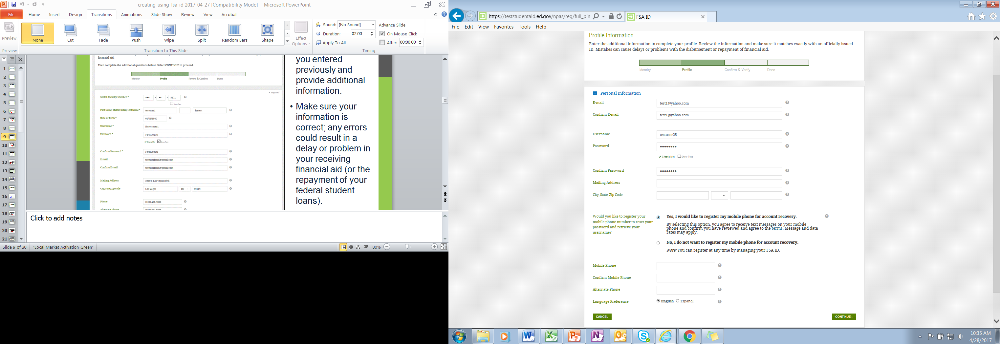 creating-using-fsa-id 2017-04-27 [Compatibility Mode] - Microsoft PowerPoint
File Home Insert Design Transitions Animations Slide Show Review View Acrobat
Preview
None Cut Fade Push Wipe Split Random Bars Shape
Effect Options
Sound: [No Sound]
Duration: 02.00
Apply To All
Advance Slide
On Mouse Click
After: 00:00.00
Preview Transition to This Slide Timing
1
2
3
4
5
6
7
8
9
10
11
12
13
14
15
16
17
18
19
20
21
financial aid.
Then complete the additional questions below. Select CONTINUE to proceed.
Identity Profile Review & Confirm Done
Required
Social Security Number * ••• - •• - 5971
Show Text
First Name, Middle Initial, Last Name * testuser1 fsatest
Date of Birth * 01/01/1980
Username * fsatestuser1
Password * F@stLogin1
Criteria Met Show Text
Confirm Password * F@stLogin1
E-mail testuserfsaid@gmail.com
Confirm E-mail testuserfsaid@gmail.com
Mailing Address 3950 S Las Vegas Blvd
City, State, Zip Code Las Vegas NV 89119
Phone (123) 456-7890
Alternate Phone
you entered
previously and
provide additional
information.
• Make sure your
information is
correct; any errors
could result in a
delay or problem in
your receiving
financial aid (or the
repayment of your
federal student
loans).
Click to add notes
Slide 9 of 30 "Local Market Activation-Green" 80%
https://teststudentaid.ed.gov/npas/reg/full_pin FSA ID
File Edit View Favorites Tools Help
Profile Information
Enter the additional information to complete your profile. Review the information and make sure it matches exactly with an officially issued
ID. Mistakes can cause delays or problems with the disbursement or repayment of financial aid.
Identity Profile Confirm & Verify Done
Personal Information
E-mail test1@yahoo.com
Confirm E-mail test1@yahoo.com
Username testuser25
Password ••••••••
Criteria Met Show Text
Confirm Password ••••••••
Mailing Address
City, State, Zip Code --
Would you like to register your
mobile phone number to reset your
password and retrieve your
username?
Yes, I would like to register my mobile phone for account recovery.
By selecting this option, you agree to receive text messages on your mobile
phone and confirm you have reviewed and agree to the terms. Message and data
rates may apply.
No, I do not want to register my mobile phone for account recovery.
Note: You can register at any time by managing your FSA ID.
Mobile Phone
Confirm Mobile Phone
Alternate Phone
Language Preference English Español
CANCEL CONTINUE ›
10:35 AM
4/28/2017